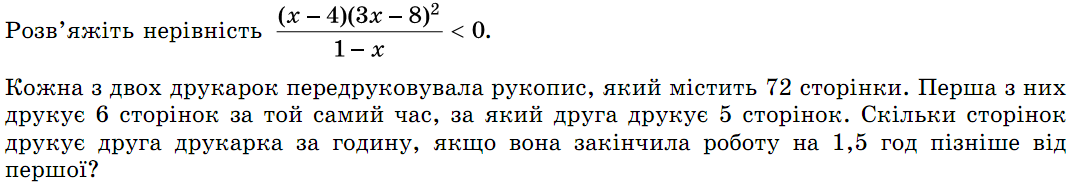 Розв’яжіть нерівність \frac{(x – 4)(3x – 8)^2}{1 – x} < 0.
Кожна з двох друкарок передруковувала рукопис, який містить 72 сторінки. Перша з них
друкує 6 сторінок за той самий час, за який друга друкує 5 сторінок. Скільки сторінок
друкує друга друкарка за годину, якщо вона закінчила роботу на 1,5 год пізніше від
першої?